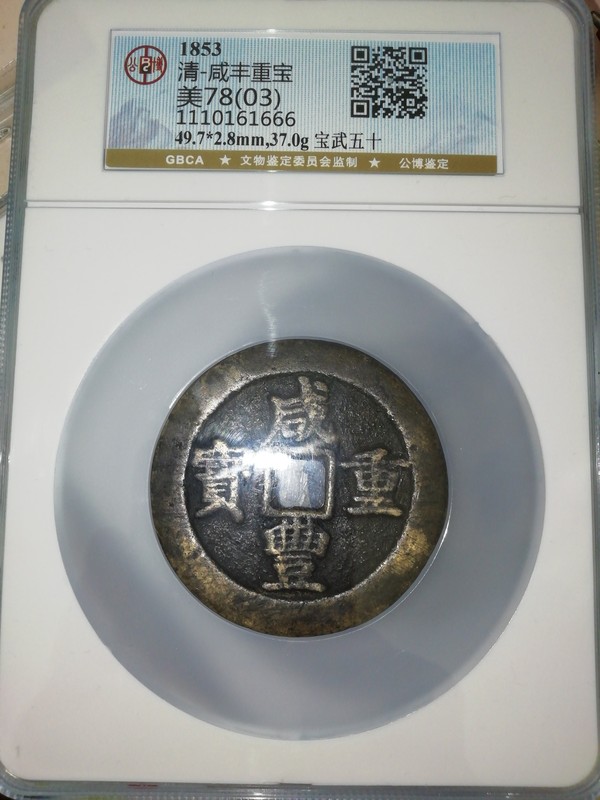 1853
清-咸丰重宝
美78(03)
1110161666
49.7*2.8mm,37.0g 宝武五十
GBCA ★ 文物鉴定委员会监制 ★ 公博鉴定
咸
寶 重
豐